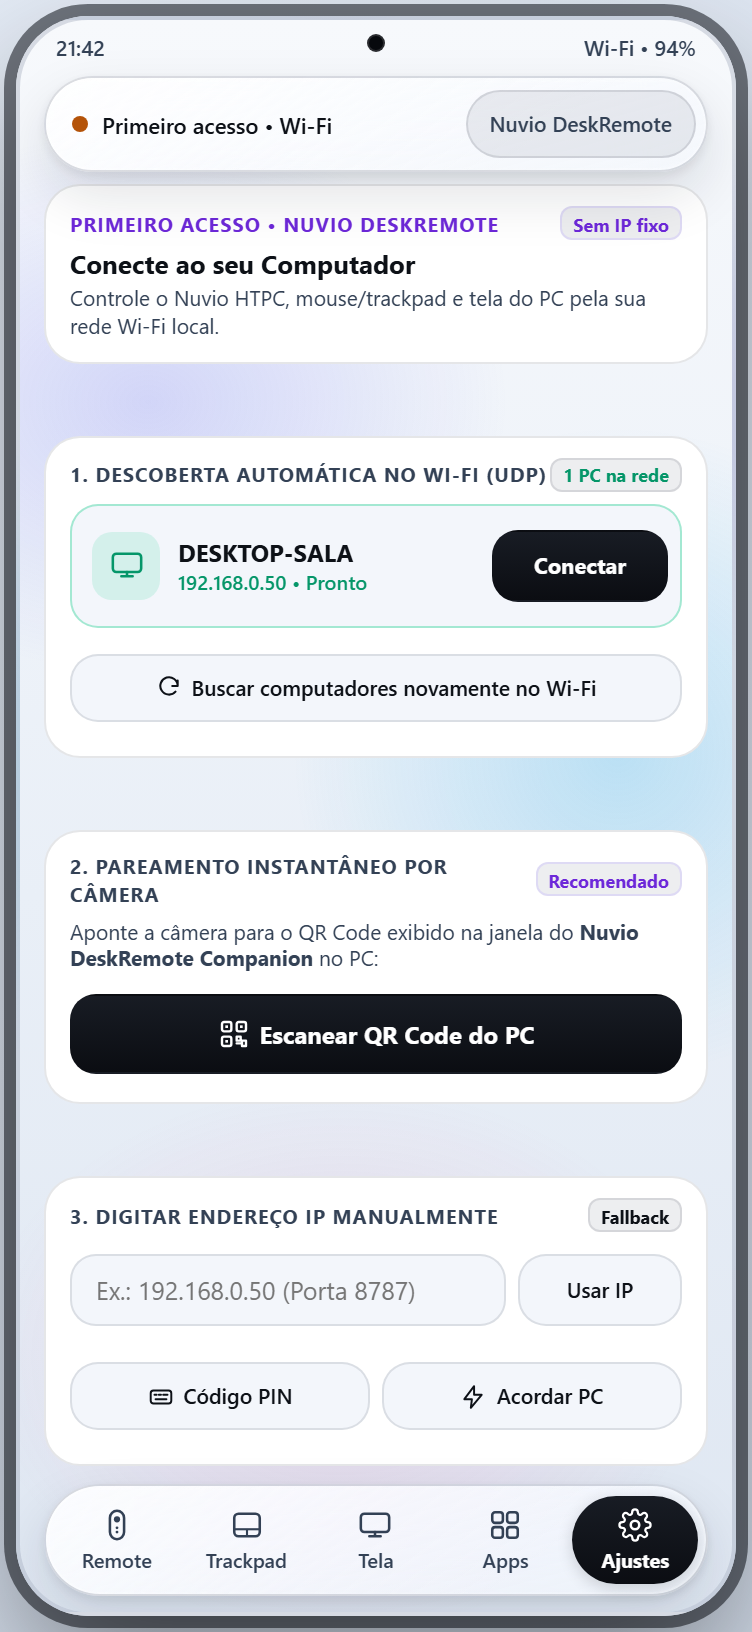 21:42
Wi-Fi • 94%
Primeiro acesso • Wi-Fi
Nuvio DeskRemote
PRIMEIRO ACESSO • NUVIO DESKREMOTE
Sem IP fixo
Conecte ao seu Computador
Controle o Nuvio HTPC, mouse/trackpad e tela do PC pela sua
rede Wi-Fi local.
1. DESCOBERTA AUTOMÁTICA NO WI-FI (UDP)
1 PC na rede
DESKTOP-SALA
192.168.0.50 • Pronto
Conectar
Buscar computadores novamente no Wi-Fi
2. PAREAMENTO INSTANTÂNEO POR
CÂMERA
Recomendado
Aponte a câmera para o QR Code exibido na janela do Nuvio
DeskRemote Companion no PC:
Escanear QR Code do PC
3. DIGITAR ENDEREÇO IP MANUALMENTE
Fallback
Ex.: 192.168.0.50 (Porta 8787)
Usar IP
Código PIN
Acordar PC
Remote
Trackpad
Tela
Apps
Ajustes